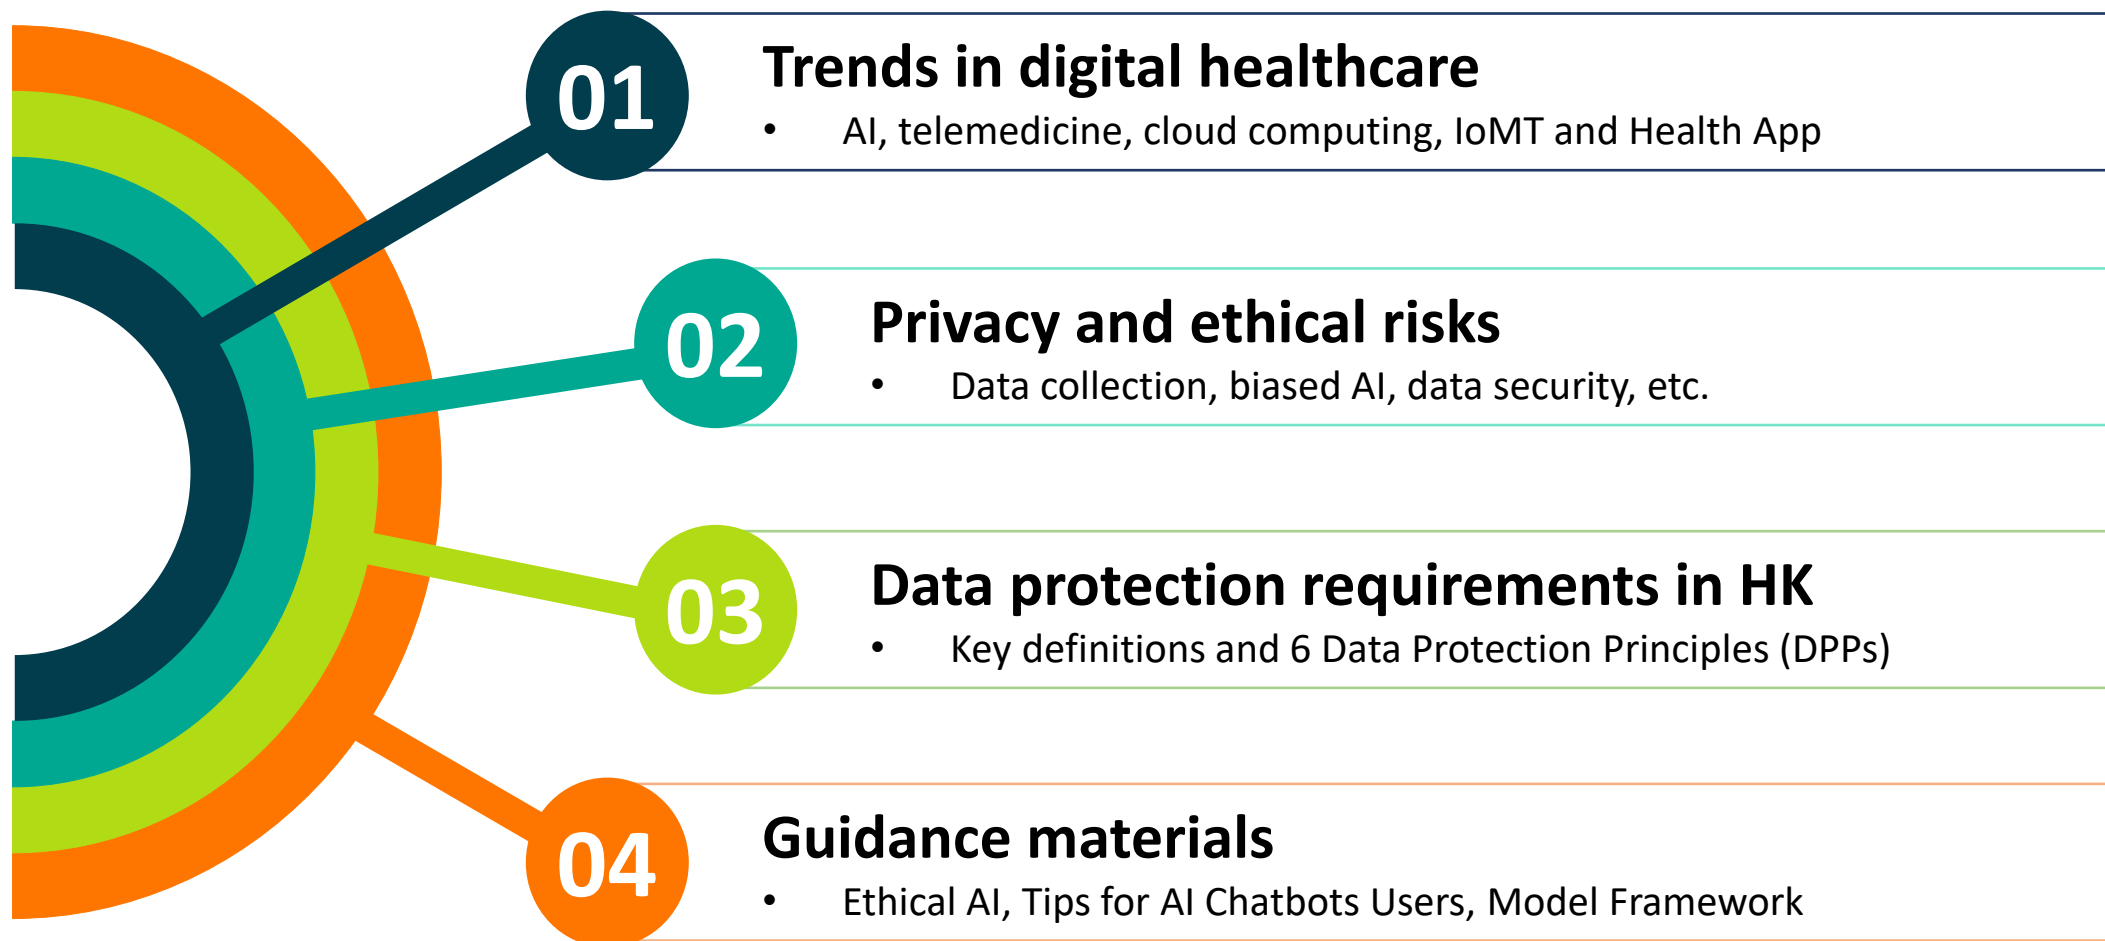 01
Trends in digital healthcare
• AI, telemedicine, cloud computing, IoMT and Health App
02
Privacy and ethical risks
• Data collection, biased AI, data security, etc.
03
Data protection requirements in HK
• Key definitions and 6 Data Protection Principles (DPPs)
04
Guidance materials
• Ethical AI, Tips for AI Chatbots Users, Model Framework